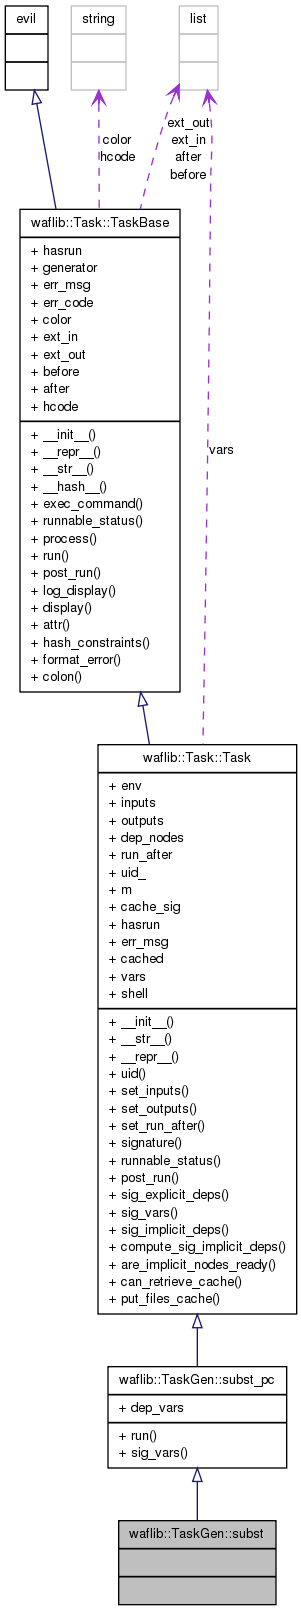 evil
string
list
color
hcode
ext_out
ext_in
after
before
waflib::Task::TaskBase
+ hasrun
+ generator
+ err_msg
+ err_code
+ color
+ ext_in
+ ext_out
+ before
+ after
+ hcode
+ __init__()
+ __repr__()
+ __str__()
+ __hash__()
+ exec_command()
+ runnable_status()
+ process()
+ run()
+ post_run()
+ log_display()
+ display()
+ attr()
+ hash_constraints()
+ format_error()
+ colon()
vars
waflib::Task::Task
+ env
+ inputs
+ outputs
+ dep_nodes
+ run_after
+ uid_
+ m
+ cache_sig
+ hasrun
+ err_msg
+ cached
+ vars
+ shell
+ __init__()
+ __str__()
+ __repr__()
+ uid()
+ set_inputs()
+ set_outputs()
+ set_run_after()
+ signature()
+ runnable_status()
+ post_run()
+ sig_explicit_deps()
+ sig_vars()
+ sig_implicit_deps()
+ compute_sig_implicit_deps()
+ are_implicit_nodes_ready()
+ can_retrieve_cache()
+ put_files_cache()
waflib::TaskGen::subst_pc
+ dep_vars
+ run()
+ sig_vars()
waflib::TaskGen::subst